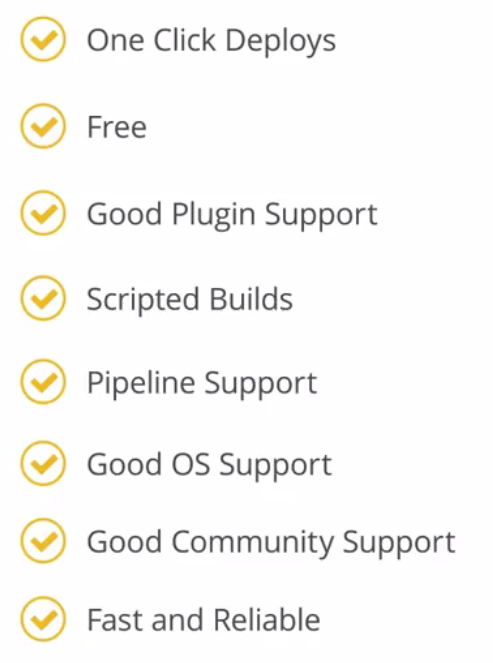 One Click Deploys
Free
Good Plugin Support
Scripted Builds
Pipeline Support
Good OS Support
Good Community Support
Fast and Reliable